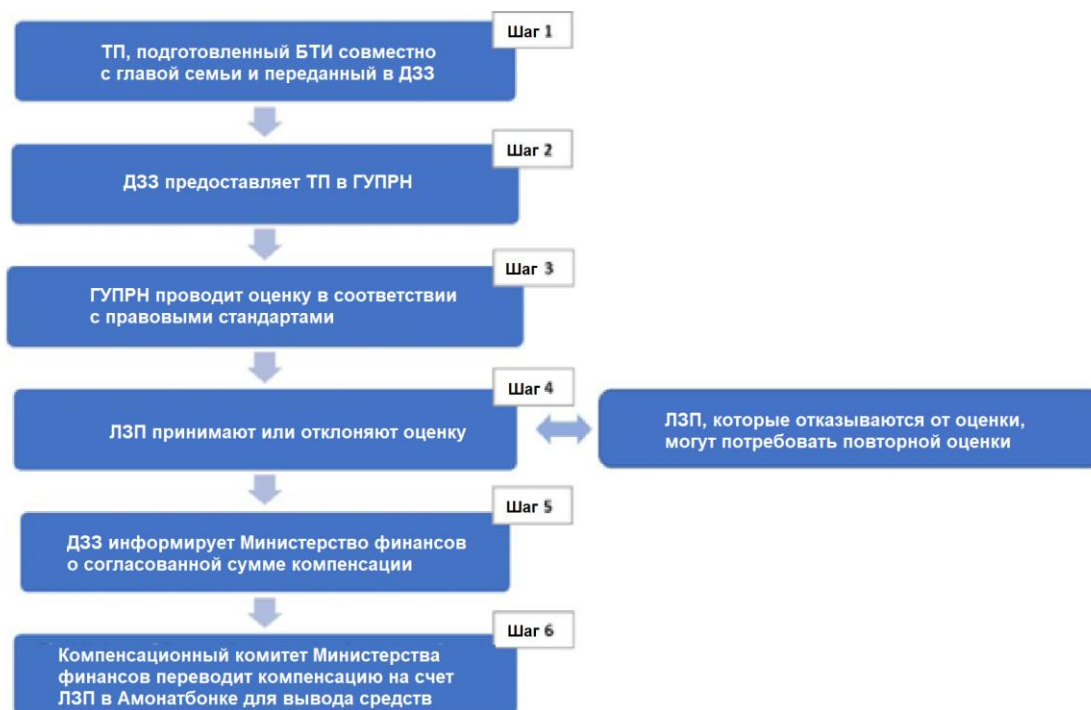 Шаг 1
ТП, подготовленный БТИ совместно
с главой семьи и переданный в ДЗЗ
Шаг 2
ДЗЗ предоставляет ТП в ГУПРН
Шаг 3
ГУПРН проводит оценку в соответствии
с правовыми стандартами
Шаг 4
ЛЗП принимают или отклоняют оценку
ЛЗП, которые отказываются от оценки,
могут потребовать повторной оценки
Шаг 5
ДЗЗ информирует Министерство финансов
о согласованной сумме компенсации
Шаг 6
Компенсационный комитет Министерства
финансов переводит компенсацию на счет
ЛЗП в Амонатбонке для вывода средств